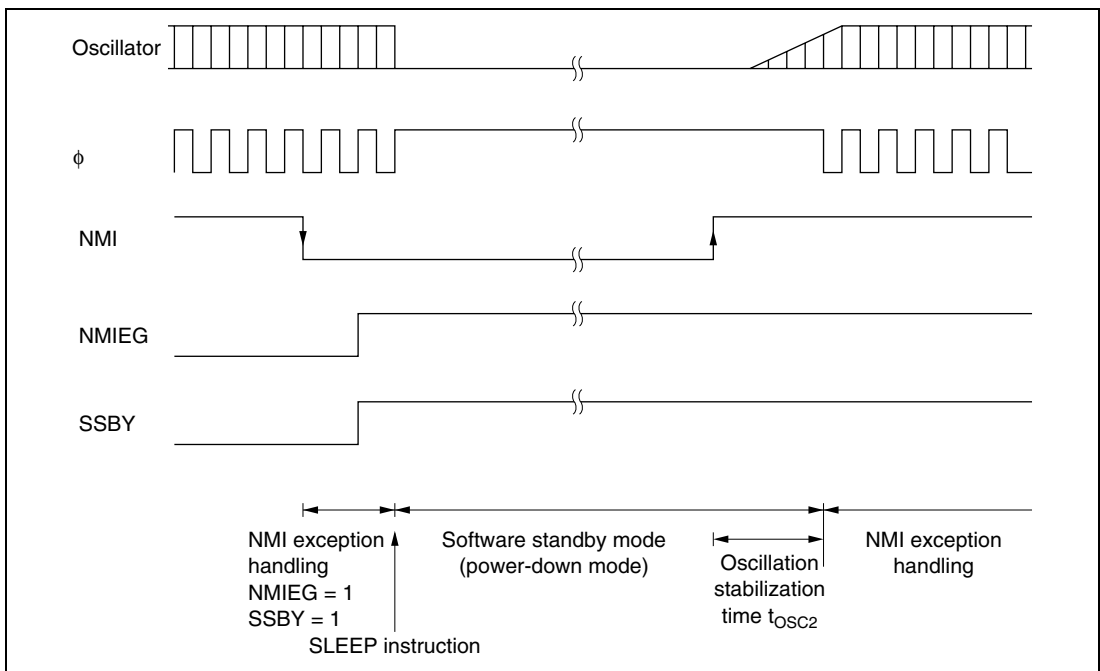 Oscillator
ϕ
NMI
NMIEG
SSBY
NMI exception
handling
NMIEG = 1
SSBY = 1
SLEEP instruction
Software standby mode
(power-down mode)
Oscillation
stabilization
time tOSC2
NMI exception
handling